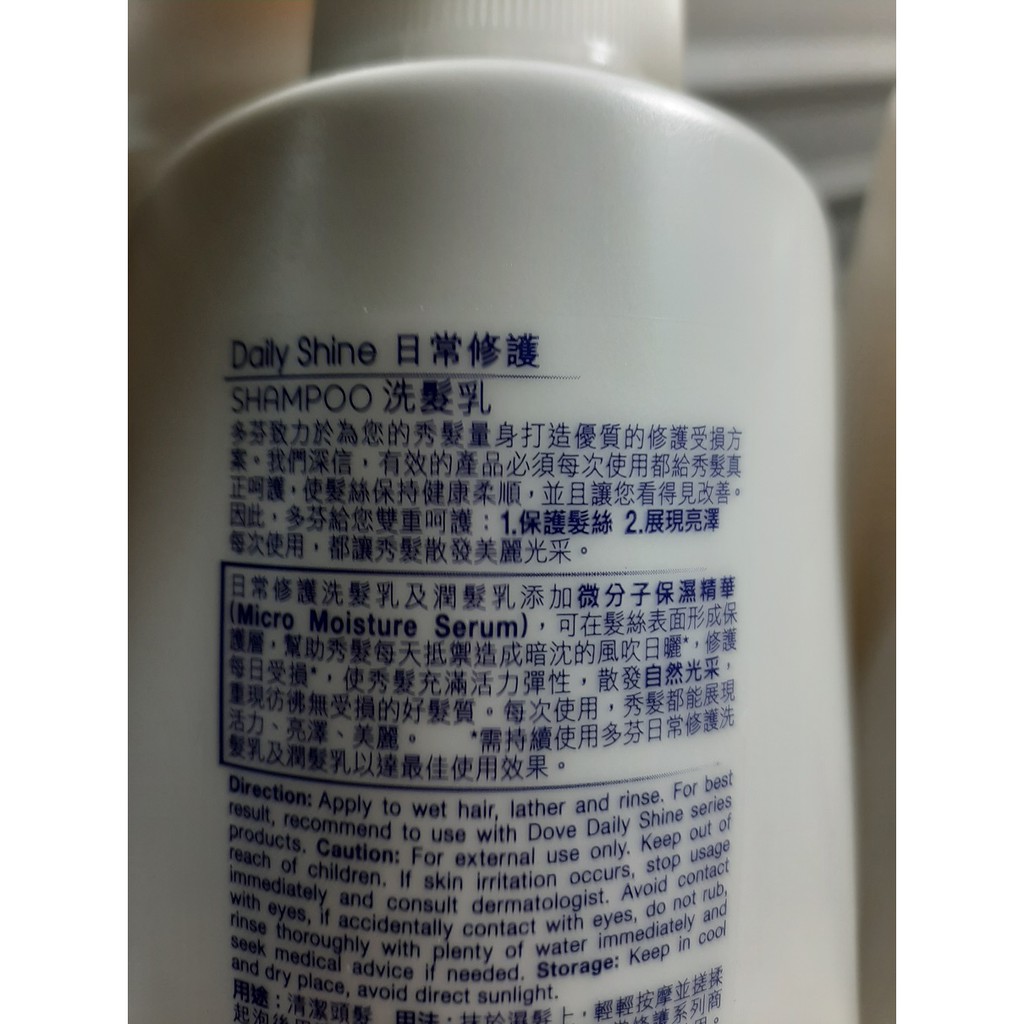 Daily Shine 日常修護
SHAMPOO 洗髮乳
多芬致力於為您的秀髮量身打造優質的修護受損方
案。我們深信，有效的產品必須每次使用都給秀髮真
正呵護，使髮絲保持健康柔順，並且讓您看得見改善。
因此，多芬給您雙重呵護：1.保護髮絲 2.展現亮澤
每次使用，都讓秀髮散發美麗光采。
日常修護洗髮乳及潤髮乳添加微分子保濕精華
(Micro Moisture Serum)，可在髮絲表面形成保
護層，幫助秀髮每天抵禦造成暗沈的風吹日曬*，修護
每日受損*，使秀髮充滿活力彈性，散發自然光采，
重現彷彿無受損的好髮質。每次使用，秀髮都能展現
活力、亮澤、美麗。 *需持續使用多芬日常修護洗
髮乳及潤髮乳以達最佳使用效果。
Direction: Apply to wet hair, lather and rinse. For best
result, recommend to use with Dove Daily Shine series
products. Caution: For external use only. Keep out of
reach of children. If skin irritation occurs, stop usage
immediately and consult dermatologist. Avoid contact
with eyes, if accidentally contact with eyes, do not rub,
rinse thoroughly with plenty of water immediately and
seek medical advice if needed. Storage: Keep in cool
and dry place, avoid direct sunlight.
用途：清潔頭髮 用法：抹於濕髮上，輕輕按摩並搓揉
起泡後用 修護系列商